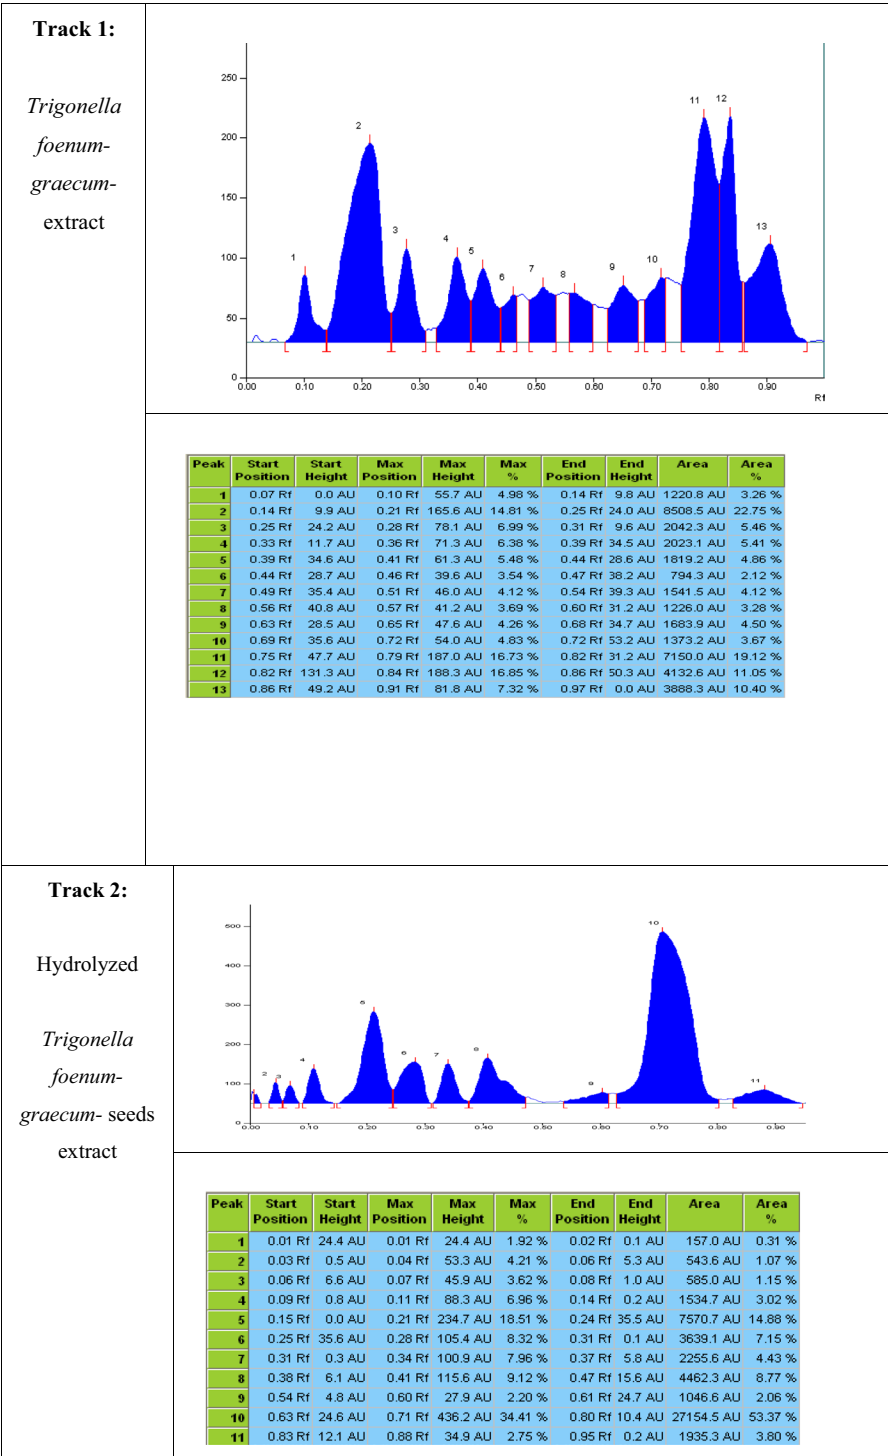 Track 1:
Trigonella
foenum-
graecum-
extract
250
200
150
100
50
0
1
2
3
4
5
6
7
8
9
10
11
12
13
0.00 0.10 0.20 0.30 0.40 0.50 0.60 0.70 0.80 0.90
Rf
Peak Start Position Start Height Max Position Max Height Max % End Position End Height Area Area %
1 0.07 Rf 0.0 AU 0.10 Rf 55.7 AU 4.98 % 0.14 Rf 9.8 AU 1220.8 AU 3.26 %
2 0.14 Rf 9.9 AU 0.21 Rf 165.6 AU 14.81 % 0.25 Rf 24.0 AU 8508.5 AU 22.75 %
3 0.25 Rf 24.2 AU 0.28 Rf 78.1 AU 6.99 % 0.31 Rf 9.6 AU 2042.3 AU 5.46 %
4 0.33 Rf 11.7 AU 0.36 Rf 71.3 AU 6.38 % 0.39 Rf 34.5 AU 2023.1 AU 5.41 %
5 0.39 Rf 34.6 AU 0.41 Rf 61.3 AU 5.48 % 0.44 Rf 28.6 AU 1819.2 AU 4.86 %
6 0.44 Rf 28.7 AU 0.46 Rf 39.6 AU 3.54 % 0.47 Rf 38.2 AU 794.3 AU 2.12 %
7 0.49 Rf 35.4 AU 0.51 Rf 46.0 AU 4.12 % 0.54 Rf 39.3 AU 1541.5 AU 4.12 %
8 0.56 Rf 40.8 AU 0.57 Rf 41.2 AU 3.69 % 0.60 Rf 31.2 AU 1226.0 AU 3.28 %
9 0.63 Rf 28.5 AU 0.65 Rf 47.6 AU 4.26 % 0.68 Rf 34.7 AU 1683.9 AU 4.50 %
10 0.69 Rf 35.6 AU 0.72 Rf 54.0 AU 4.83 % 0.72 Rf 53.2 AU 1373.2 AU 3.67 %
11 0.75 Rf 47.7 AU 0.79 Rf 187.0 AU 16.73 % 0.82 Rf 31.2 AU 7150.0 AU 19.12 %
12 0.82 Rf 131.3 AU 0.84 Rf 188.3 AU 16.85 % 0.86 Rf 50.3 AU 4132.6 AU 11.05 %
13 0.86 Rf 49.2 AU 0.91 Rf 81.8 AU 7.32 % 0.97 Rf 0.0 AU 3888.3 AU 10.40 %
Track 2:
Hydrolyzed
Trigonella
foenum-
graecum- seeds
extract
500
400
300
200
100
0
2
3
4
5
6
7
8
9
10
11
0.00 0.10 0.20 0.30 0.40 0.50 0.60 0.70 0.80 0.90
Peak Start Position Start Height Max Position Max Height Max % End Position End Height Area Area %
1 0.01 Rf 24.4 AU 0.01 Rf 24.4 AU 1.92 % 0.02 Rf 0.1 AU 157.0 AU 0.31 %
2 0.03 Rf 0.5 AU 0.04 Rf 53.3 AU 4.21 % 0.06 Rf 5.3 AU 543.6 AU 1.07 %
3 0.06 Rf 6.6 AU 0.07 Rf 45.9 AU 3.62 % 0.08 Rf 1.0 AU 585.0 AU 1.15 %
4 0.09 Rf 0.8 AU 0.11 Rf 88.3 AU 6.96 % 0.14 Rf 0.2 AU 1534.7 AU 3.02 %
5 0.15 Rf 0.0 AU 0.21 Rf 234.7 AU 18.51 % 0.24 Rf 35.5 AU 7570.7 AU 14.88 %
6 0.25 Rf 35.6 AU 0.28 Rf 105.4 AU 8.32 % 0.31 Rf 0.1 AU 3639.1 AU 7.15 %
7 0.31 Rf 0.3 AU 0.34 Rf 100.9 AU 7.96 % 0.37 Rf 5.8 AU 2255.6 AU 4.43 %
8 0.38 Rf 6.1 AU 0.41 Rf 115.6 AU 9.12 % 0.47 Rf 15.6 AU 4462.3 AU 8.77 %
9 0.54 Rf 4.8 AU 0.60 Rf 27.9 AU 2.20 % 0.61 Rf 24.7 AU 1046.6 AU 2.06 %
10 0.63 Rf 24.6 AU 0.71 Rf 436.2 AU 34.41 % 0.80 Rf 10.4 AU 27154.5 AU 53.37 %
11 0.83 Rf 12.1 AU 0.88 Rf 34.9 AU 2.75 % 0.95 Rf 0.2 AU 1935.3 AU 3.80 %